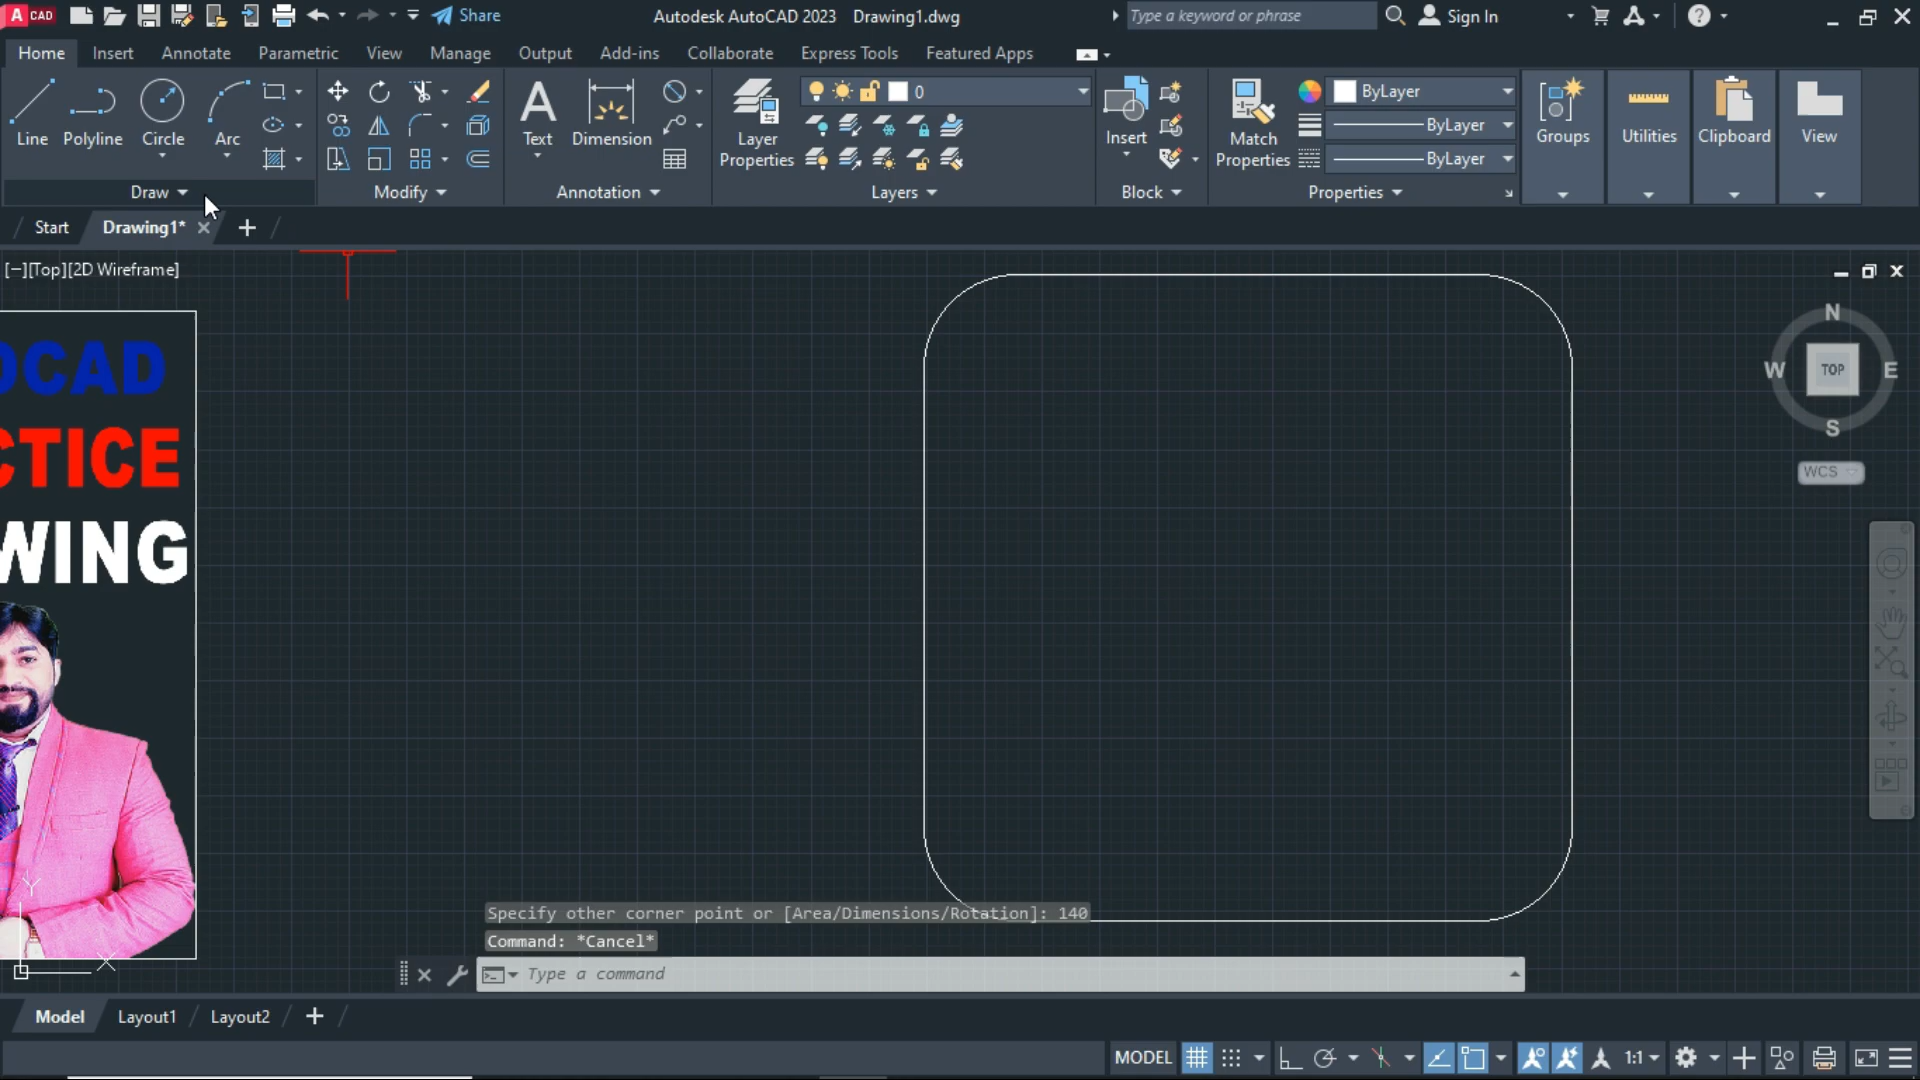 CAD Share Autodesk AutoCAD 2023 Drawing1.dwg Type a keyword or phrase Sign In
Home Insert Annotate Parametric View Manage Output Add-ins Collaborate Express Tools Featured Apps
0 ByLayer
ByLayer
Line Polyline Circle Arc Text Dimension Layer Properties Insert Match Properties Groups Utilities Clipboard View
ByLayer
Draw Modify Annotation Layers Block Properties
Start Drawing1*
[−][Top][2D Wireframe]
N
W TOP E
S
WCS
OCAD
CTICE
WING
Y
X
Specify other corner point or [Area/Dimensions/Rotation]: 140
Command: *Cancel*
Type a command
Model Layout1 Layout2
MODEL 1:1